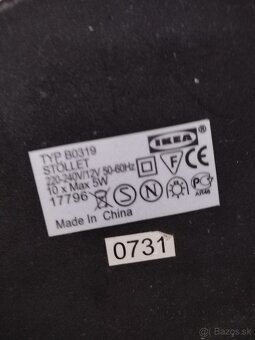 TYP B0319
STÖLLET
220-240V/12V 50-60Hz
10 x Max 5W
17796
Made in China
IKEA
F CE
S N
0731
Bazos.sk